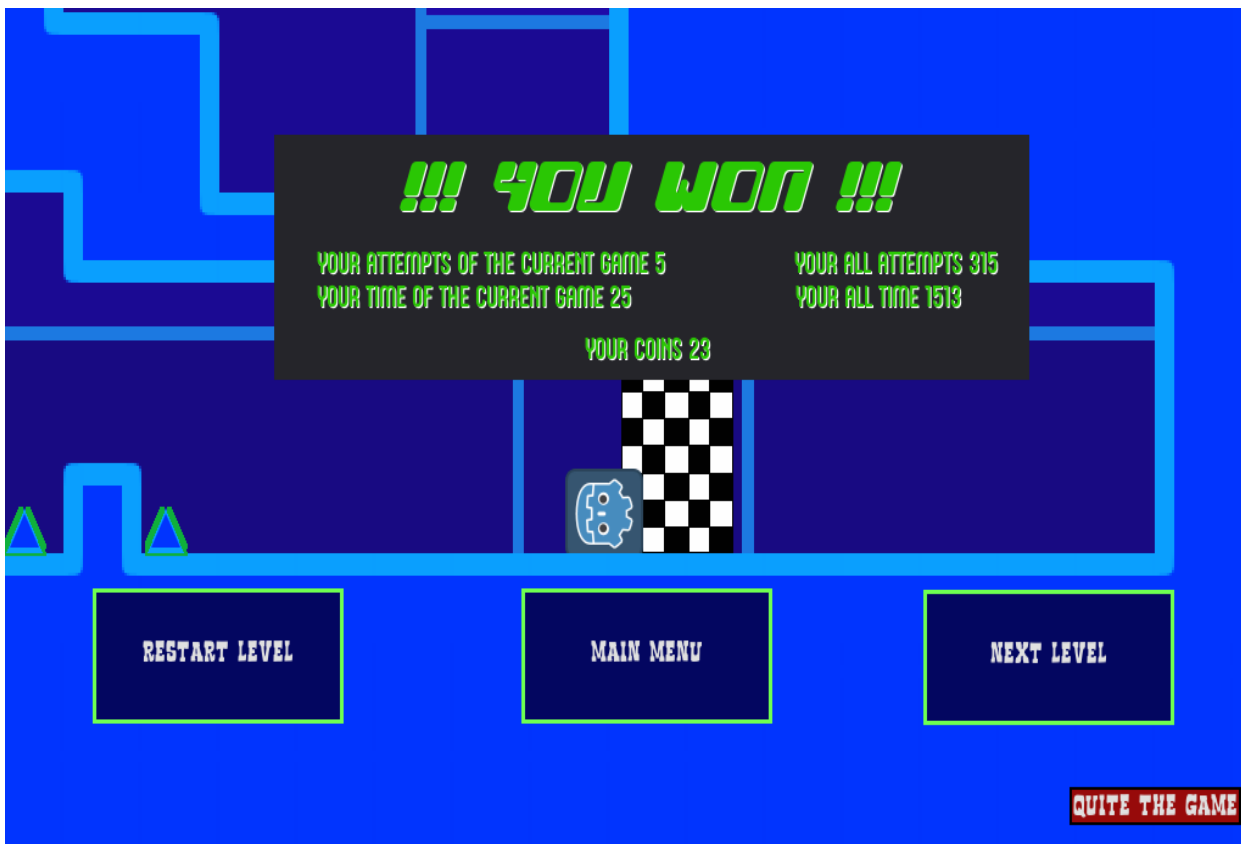 !!! YOU WON !!!
YOUR ATTEMPTS OF THE CURRENT GAME 5
YOUR ALL ATTEMPTS 315
YOUR TIME OF THE CURRENT GAME 25
YOUR ALL TIME 1513
YOUR COINS 23
RESTART LEVEL
MAIN MENU
NEXT LEVEL
QUITE THE GAME